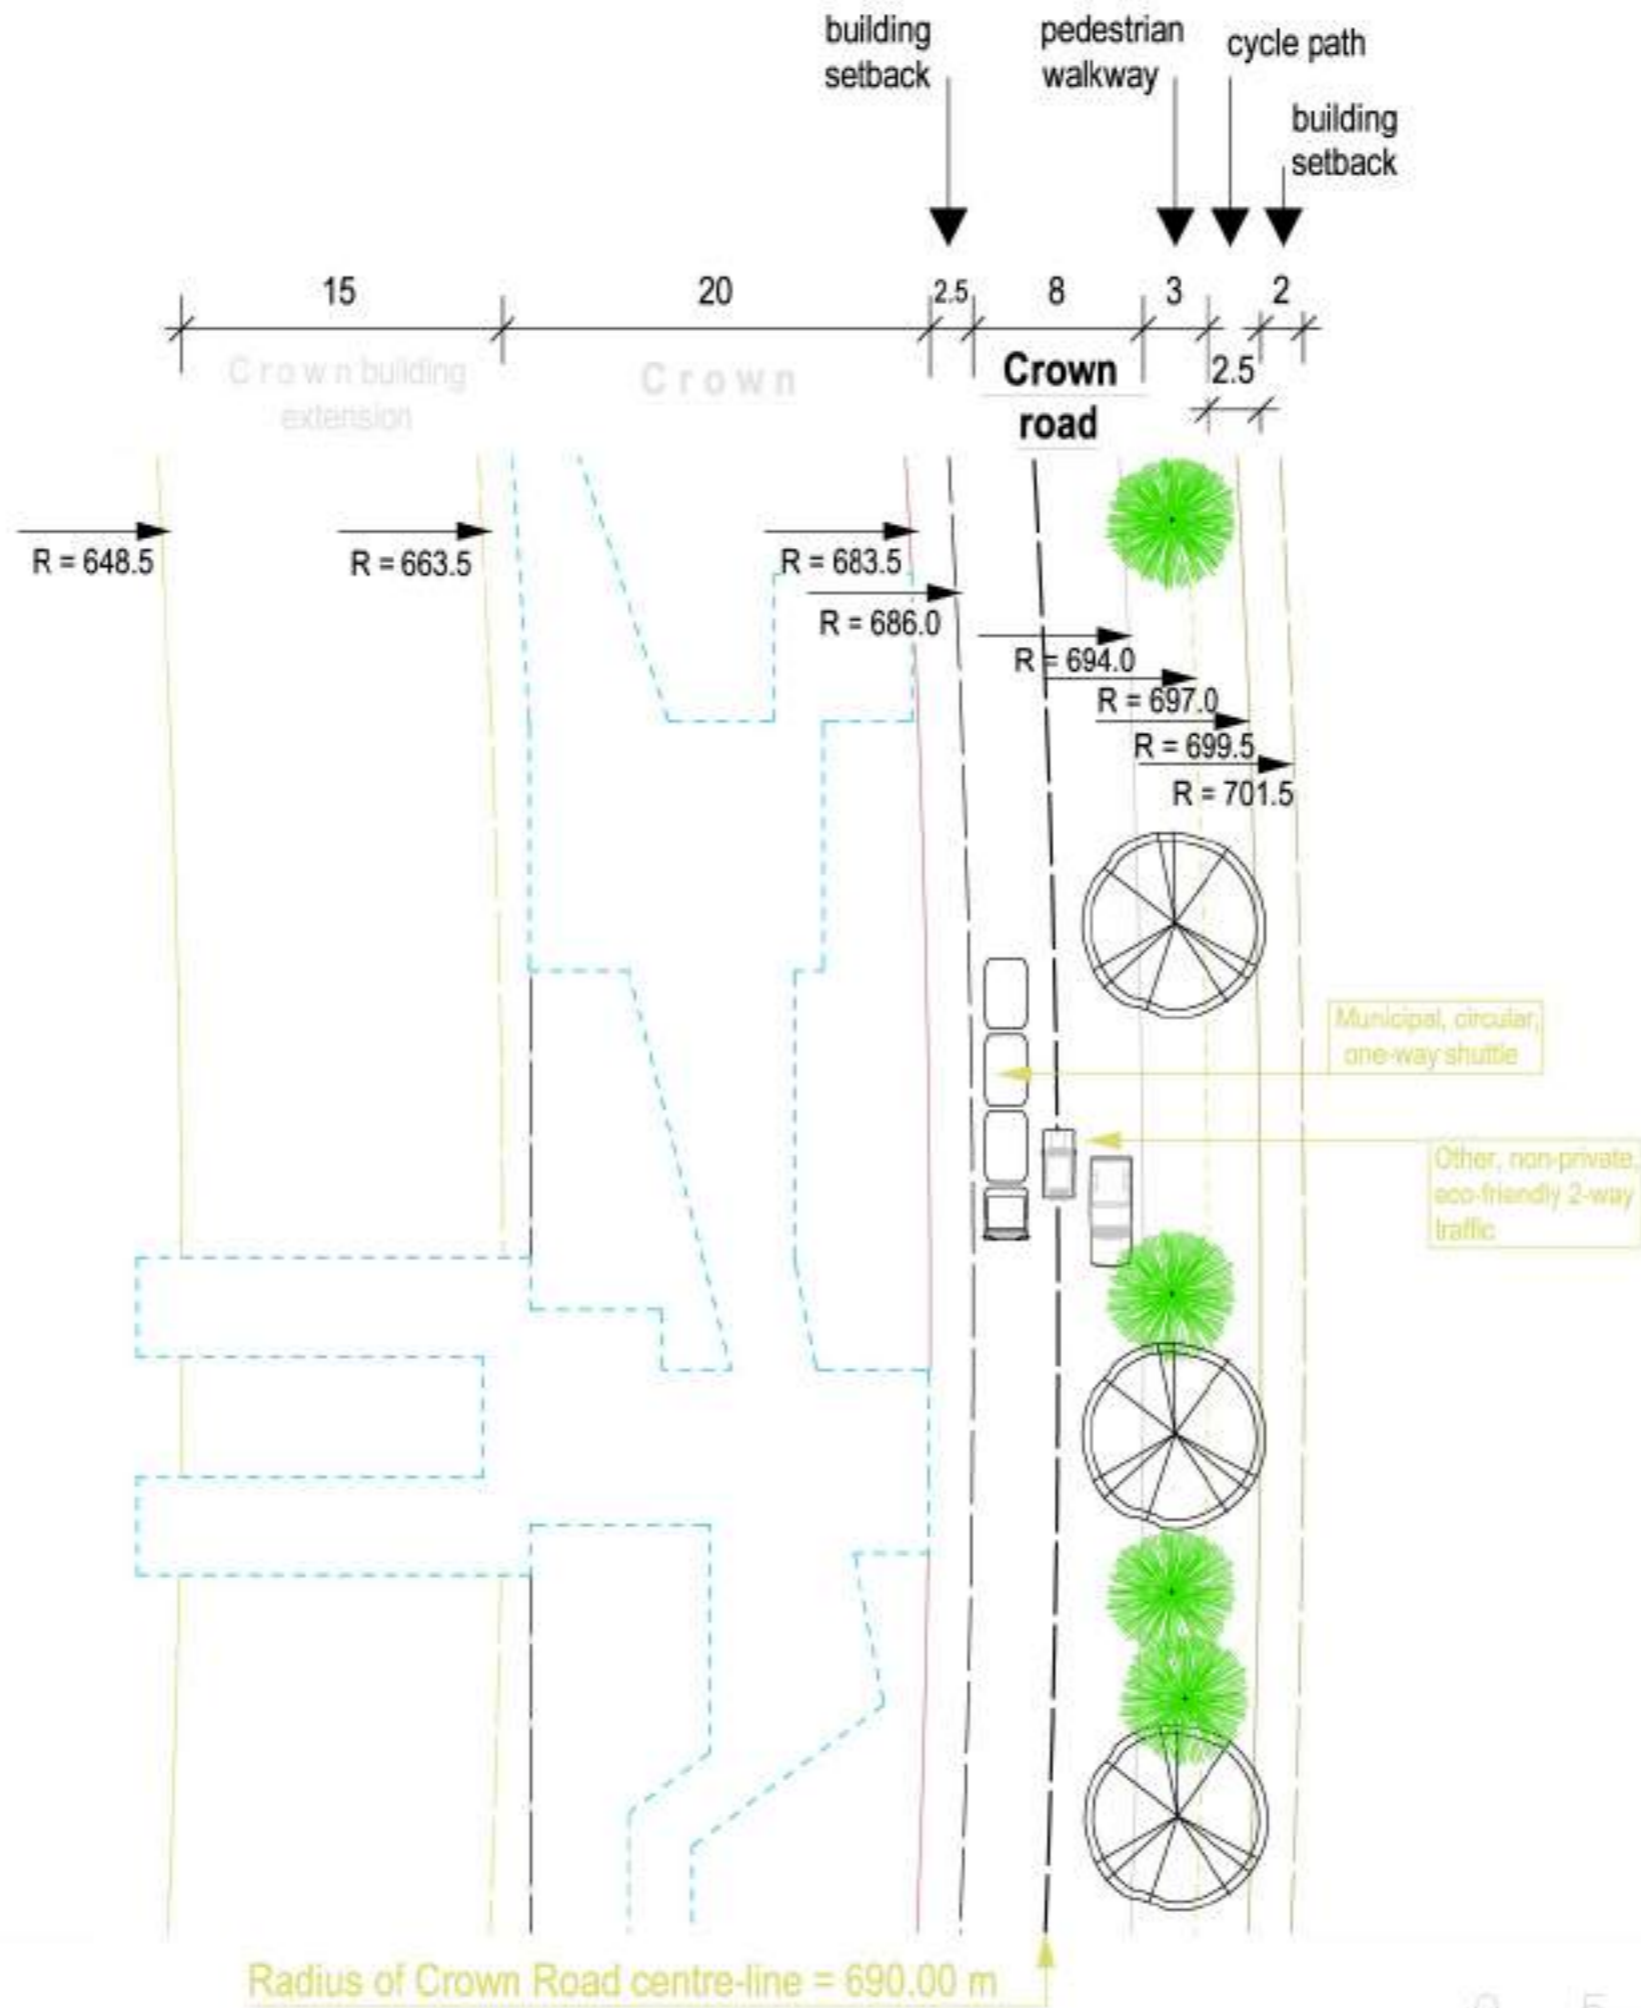 building
setback
pedestrian
walkway
cycle path
building
setback
15
20
2.5
8
3
2
2.5
Crown building
extension
Crown
Crown
road
R = 648.5
R = 663.5
R = 683.5
R = 686.0
R = 694.0
R = 697.0
R = 699.5
R = 701.5
Municipal, circular,
one-way shuttle
Other, non-private,
eco-friendly 2-way
traffic
Radius of Crown Road centre-line = 690.00 m
0 5